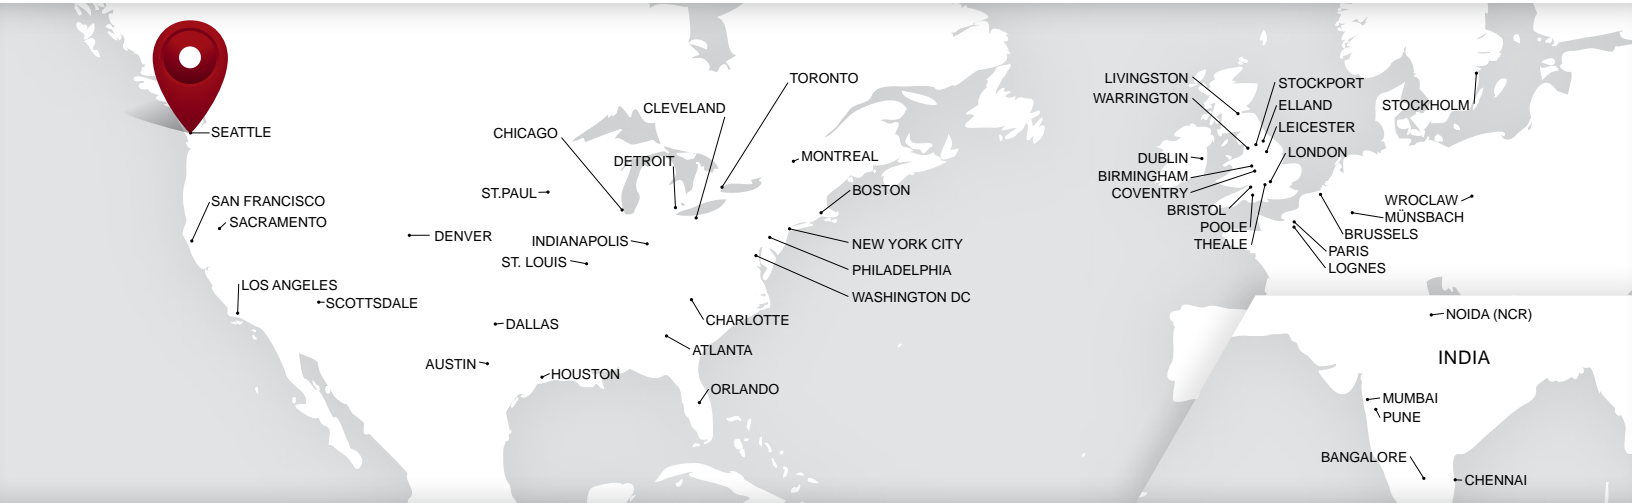 TORONTO
CLEVELAND
CHICAGO
SEATTLE
DETROIT
MONTREAL
ST.PAUL
BOSTON
SAN FRANCISCO
SACRAMENTO
DENVER
INDIANAPOLIS
NEW YORK CITY
ST. LOUIS
PHILADELPHIA
LOS ANGELES
WASHINGTON DC
SCOTTSDALE
CHARLOTTE
DALLAS
ATLANTA
AUSTIN
HOUSTON
ORLANDO
LIVINGSTON
STOCKPORT
WARRINGTON
ELLAND
STOCKHOLM
LEICESTER
LONDON
DUBLIN
BIRMINGHAM
COVENTRY
WROCLAW
BRISTOL
MÜNSBACH
POOLE
BRUSSELS
THEALE
PARIS
LOGNES
NOIDA (NCR)
INDIA
MUMBAI
PUNE
BANGALORE
CHENNAI